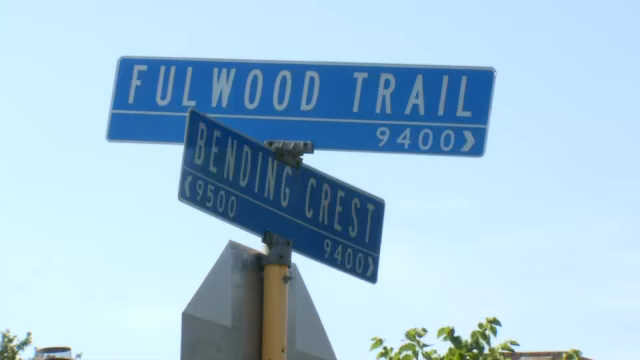 FULWOOD TRAIL
9400 >
BENDING CREST
< 9500
9400 >